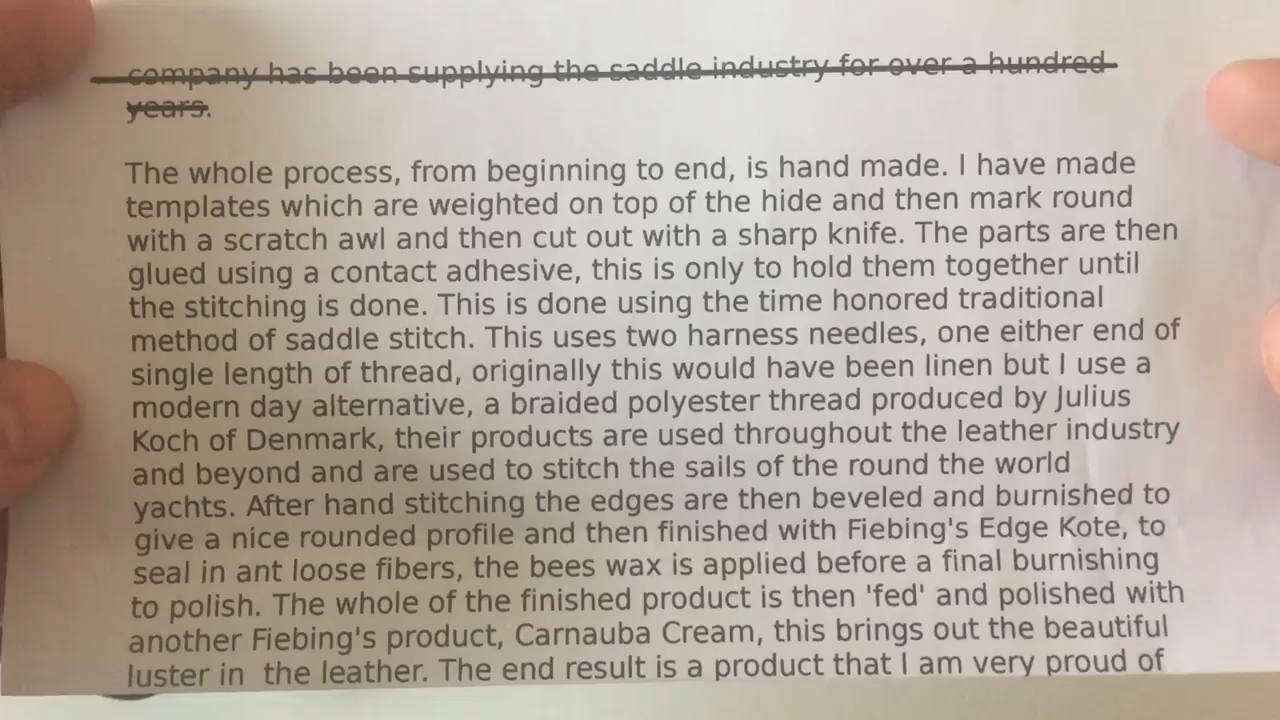 company has been supplying the saddle industry for over a hundred
years.
The whole process, from beginning to end, is hand made. I have made
templates which are weighted on top of the hide and then mark round
with a scratch awl and then cut out with a sharp knife. The parts are then
glued using a contact adhesive, this is only to hold them together until
the stitching is done. This is done using the time honored traditional
method of saddle stitch. This uses two harness needles, one either end of
single length of thread, originally this would have been linen but I use a
modern day alternative, a braided polyester thread produced by Julius
Koch of Denmark, their products are used throughout the leather industry
and beyond and are used to stitch the sails of the round the world
yachts. After hand stitching the edges are then beveled and burnished to
give a nice rounded profile and then finished with Fiebing's Edge Kote, to
seal in ant loose fibers, the bees wax is applied before a final burnishing
to polish. The whole of the finished product is then 'fed' and polished with
another Fiebing's product, Carnauba Cream, this brings out the beautiful
luster in  the leather. The end result is a product that I am very proud of